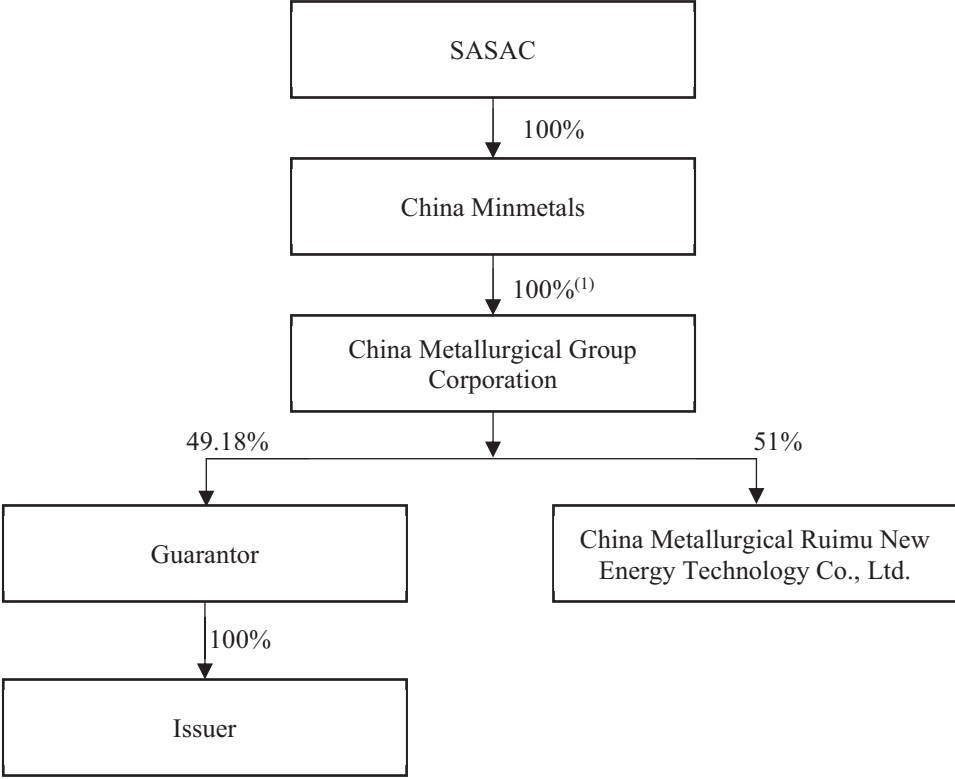 SASAC
100%
China Minmetals
100%(1)
China Metallurgical Group
Corporation
49.18%
51%
Guarantor
China Metallurgical Ruimu New
Energy Technology Co., Ltd.
100%
Issuer